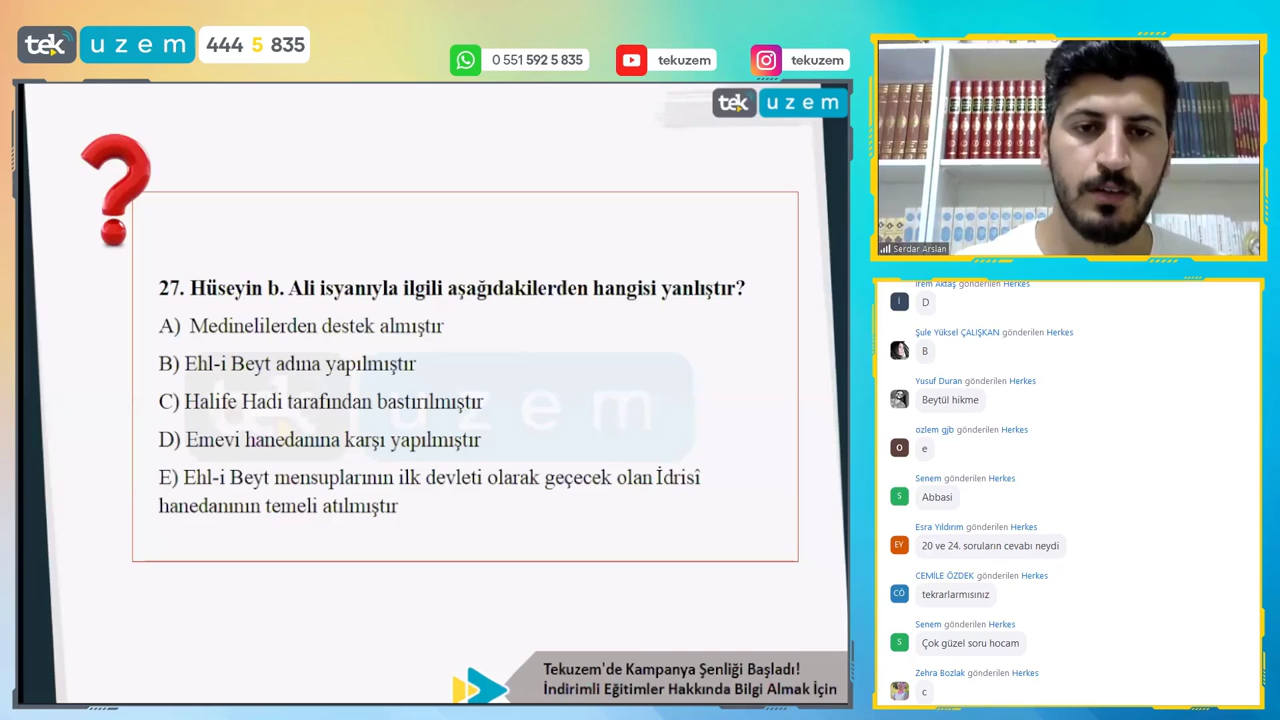 tek uzem 444 5 835
0 551 592 5 835
tekuzem
tekuzem
tek uzem
27. Hüseyin b. Ali isyanıyla ilgili aşağıdakilerden hangisi yanlıştır?
A) Medinelilerden destek almıştır
B) Ehl-i Beyt adına yapılmıştır
C) Halife Hadi tarafından bastırılmıştır
D) Emevi hanedanına karşı yapılmıştır
E) Ehl-i Beyt mensuplarının ilk devleti olarak geçecek olan İdrisî
hanedanının temeli atılmıştır
tek uzem
Tekuzem'de Kampanya Şenliği Başladı!
İndirimli Eğitimler Hakkında Bilgi Almak İçin
Serdar Arslan
İrem Aktaş gönderilen Herkes
İ
D
Şule Yüksel ÇALIŞKAN gönderilen Herkes
B
Yusuf Duran gönderilen Herkes
Beytül hikme
ozlem gjb gönderilen Herkes
O
e
Senem gönderilen Herkes
S
Abbasi
Esra Yıldırım gönderilen Herkes
EY
20 ve 24. soruların cevabı neydi
CEMİLE ÖZDEK gönderilen Herkes
CÖ
tekrarlarmısınız
Senem gönderilen Herkes
S
Çok güzel soru hocam
Zehra Bozlak gönderilen Herkes
c